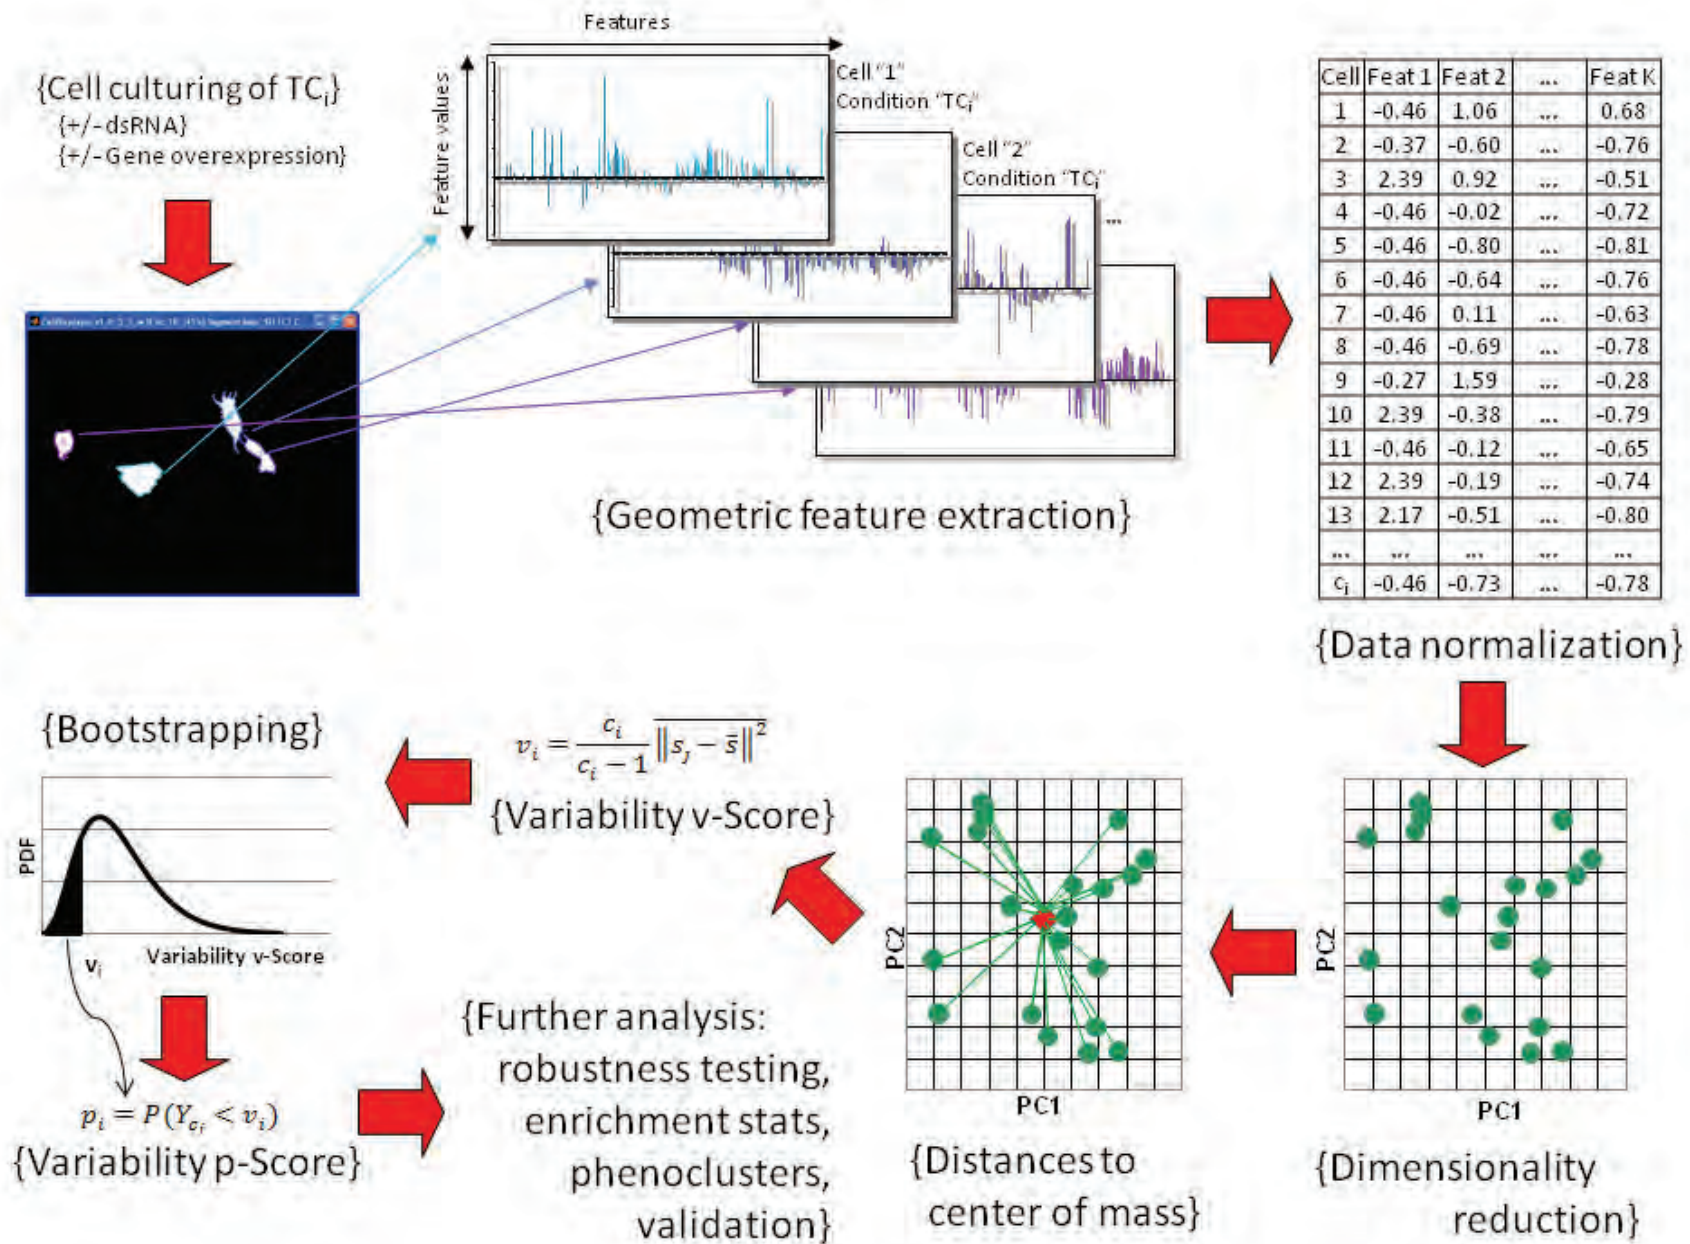 Features
Feature values
Cell "1"
Condition "TCi"
Cell "2"
Condition "TCi"
...
{Cell culturing of TCi}
{+/-dsRNA}
{+/-Gene overexpression}
{Geometric feature extraction}
Cell Feat 1 Feat 2 ... Feat K
1 -0.46 1.06 ... 0.68
2 -0.37 -0.60 ... -0.76
3 2.39 0.92 ... -0.51
4 -0.46 -0.02 ... -0.72
5 -0.46 -0.80 ... -0.81
6 -0.46 -0.64 ... -0.76
7 -0.46 0.11 ... -0.63
8 -0.46 -0.69 ... -0.78
9 -0.27 1.59 ... -0.28
10 2.39 -0.38 ... -0.79
11 -0.46 -0.12 ... -0.65
12 2.39 -0.19 ... -0.74
13 2.17 -0.51 ... -0.80
... ... ... ... ...
ci -0.46 -0.73 ... -0.78
{Data normalization}
PC2
PC1
{Dimensionality
reduction}
PC2
PC1
{Distances to
center of mass}
v_i = \frac{c_i}{c_i - 1} \overline{\| s_j - \bar{s} \|^2}
{Variability v-Score}
{Bootstrapping}
PDF
vi
Variability v-Score
p_i = P(Y_{c_i} < v_i)
{Variability p-Score}
{Further analysis:
robustness testing,
enrichment stats,
phenoclusters,
validation}